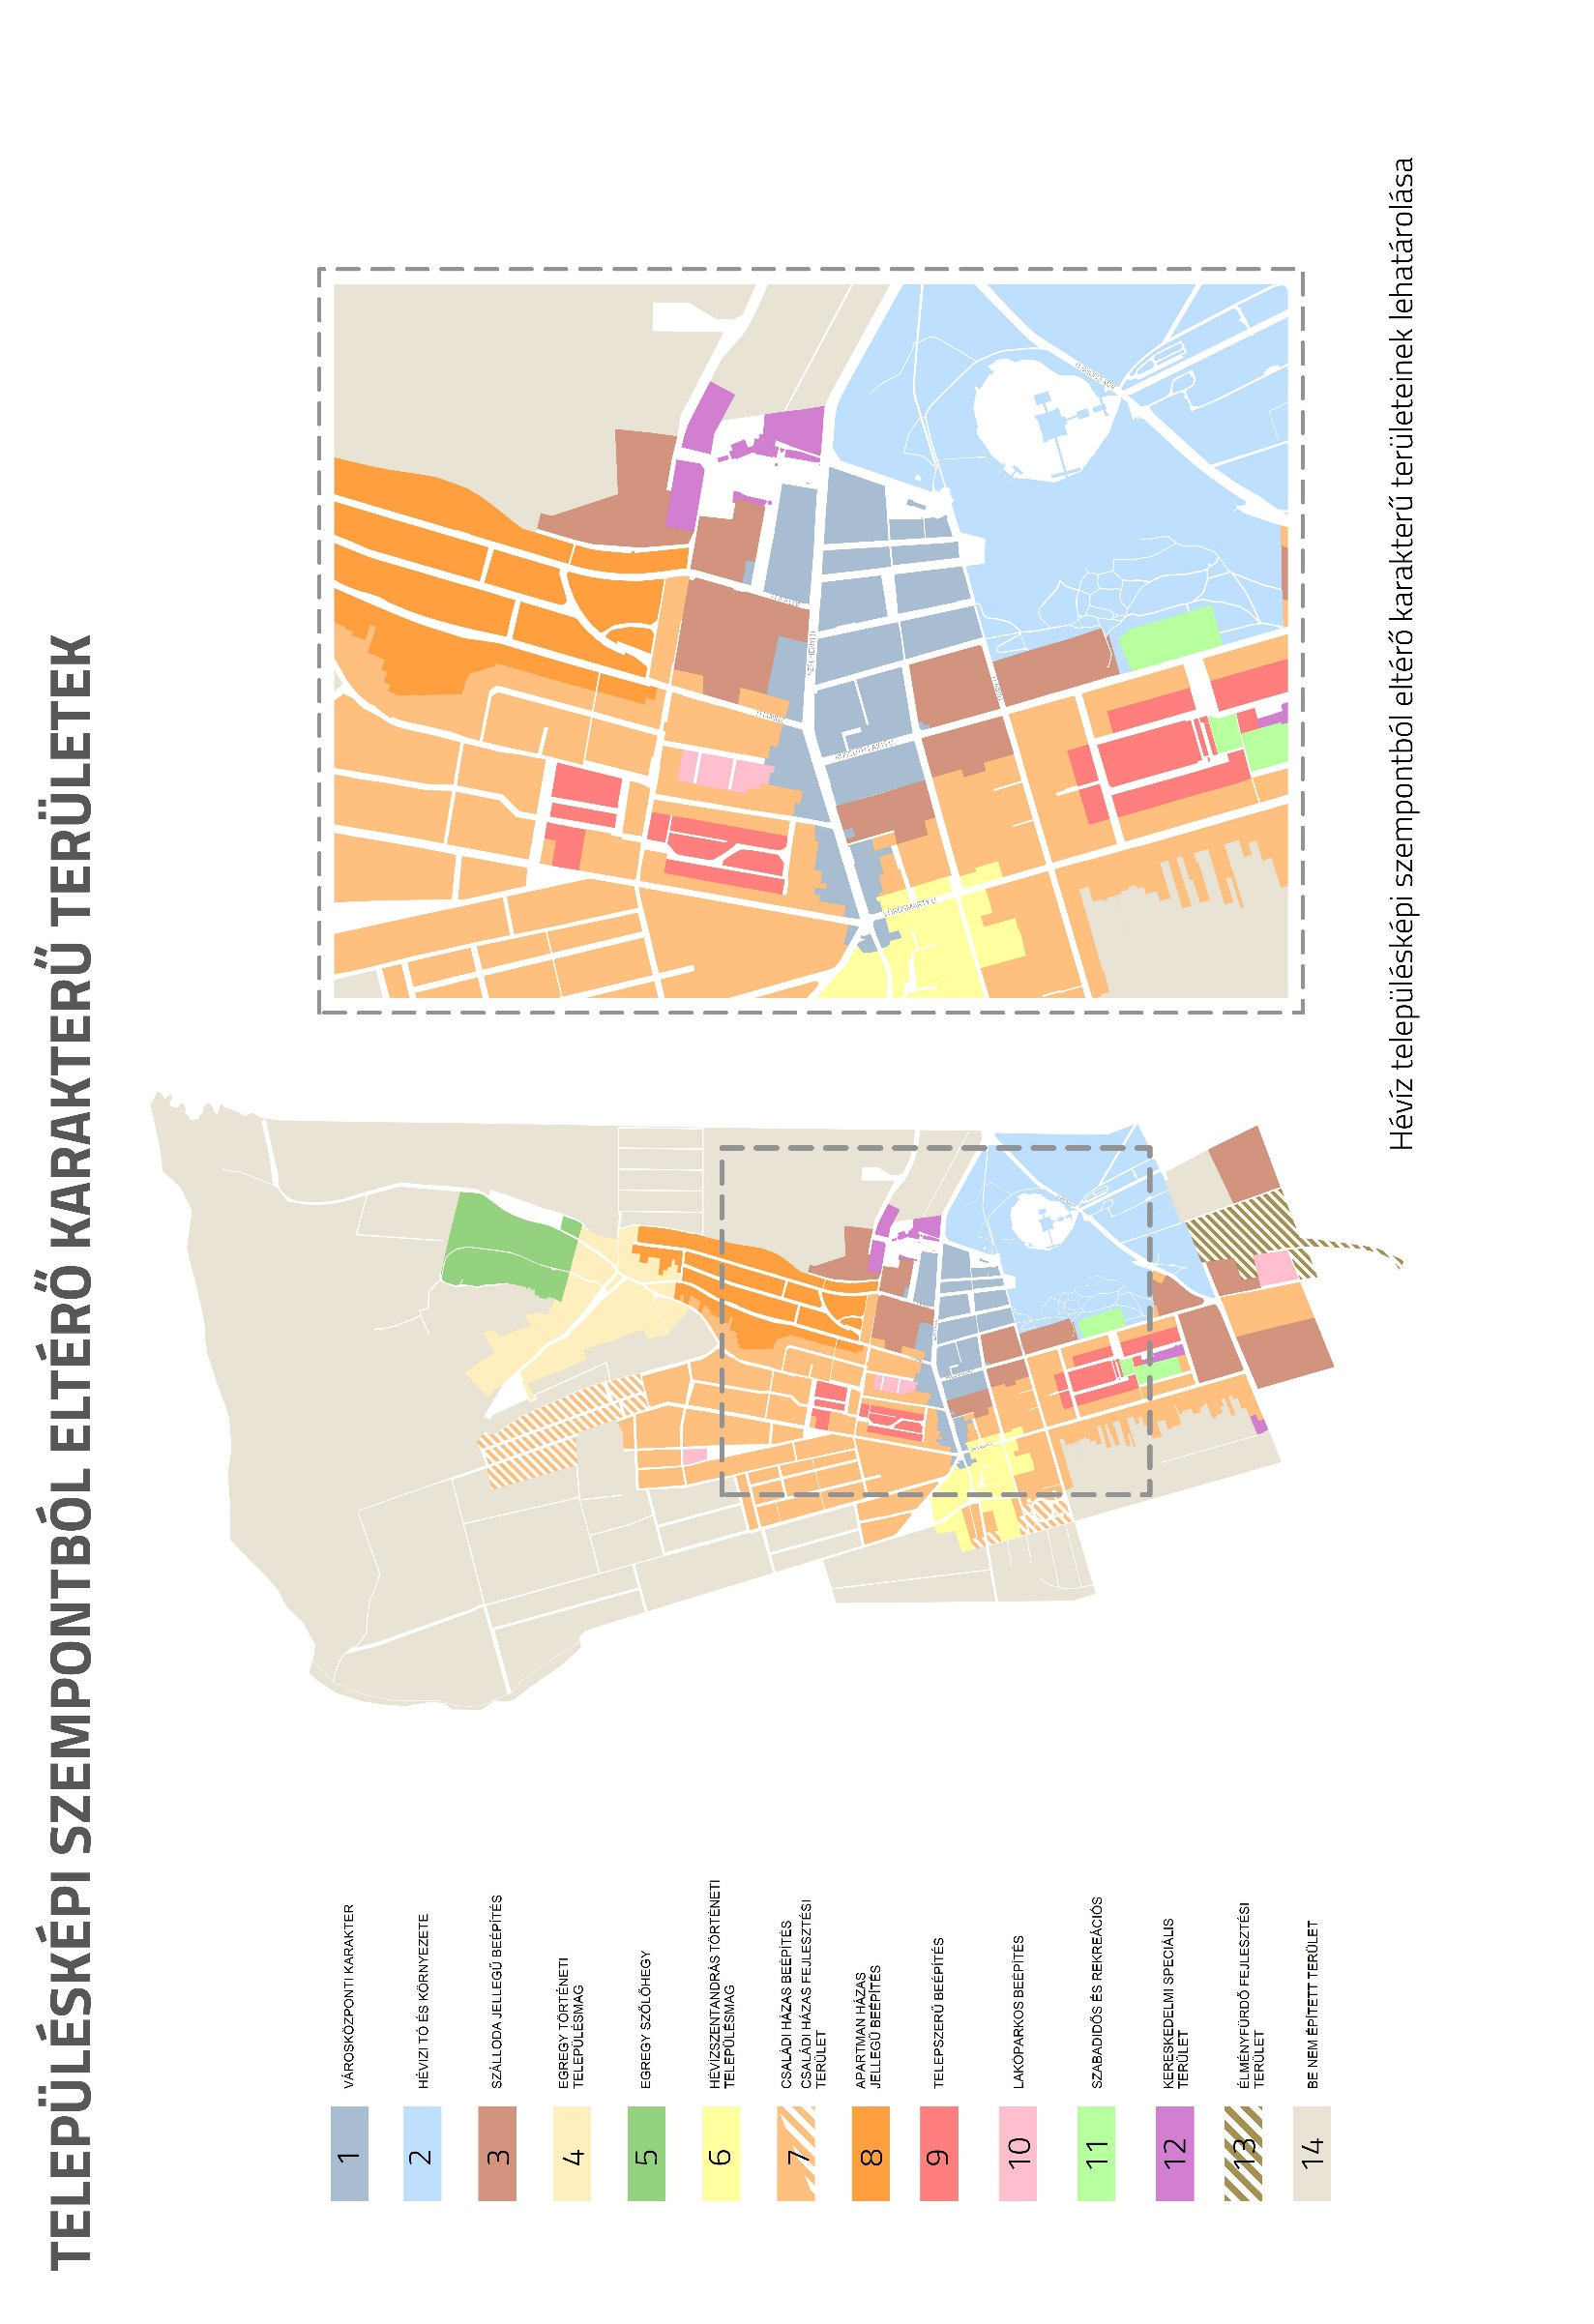 TELEPÜLÉSKÉPI SZEMPONTBÓL ELTÉRŐ KARAKTERŰ TERÜLETEK
1
VÁROSKÖZPONTI KARAKTER
2
HÉVIZI TÓ ÉS KÖRNYEZETE
3
SZÁLLODA JELLEGŰ BEÉPÍTÉS
4
EGREGY TÖRTÉNETI
TELEPÜLÉSMAG
5
EGREGY SZŐLŐHEGY
6
HÉVÍZSZENTANDRÁS TÖRTÉNETI
TELEPÜLÉSMAG
7
CSALÁDI HÁZAS BEÉPÍTÉS
CSALÁDI HÁZAS FEJLESZTÉSI
TERÜLET
8
APARTMAN HÁZAS
JELLEGŰ BEÉPÍTÉS
9
TELEPSZERŰ BEÉPÍTÉS
10
LAKÓPARKOS BEÉPÍTÉS
11
SZABADIDŐS ÉS REKREÁCIÓS
12
KERESKEDELMI SPECIÁLIS
TERÜLET
13
ÉLMÉNYFÜRDŐ FEJLESZTÉSI
TERÜLET
14
BE NEM ÉPÍTETT TERÜLET
Hévíz településképi szempontból eltérő karakterű területeinek lehatárolása